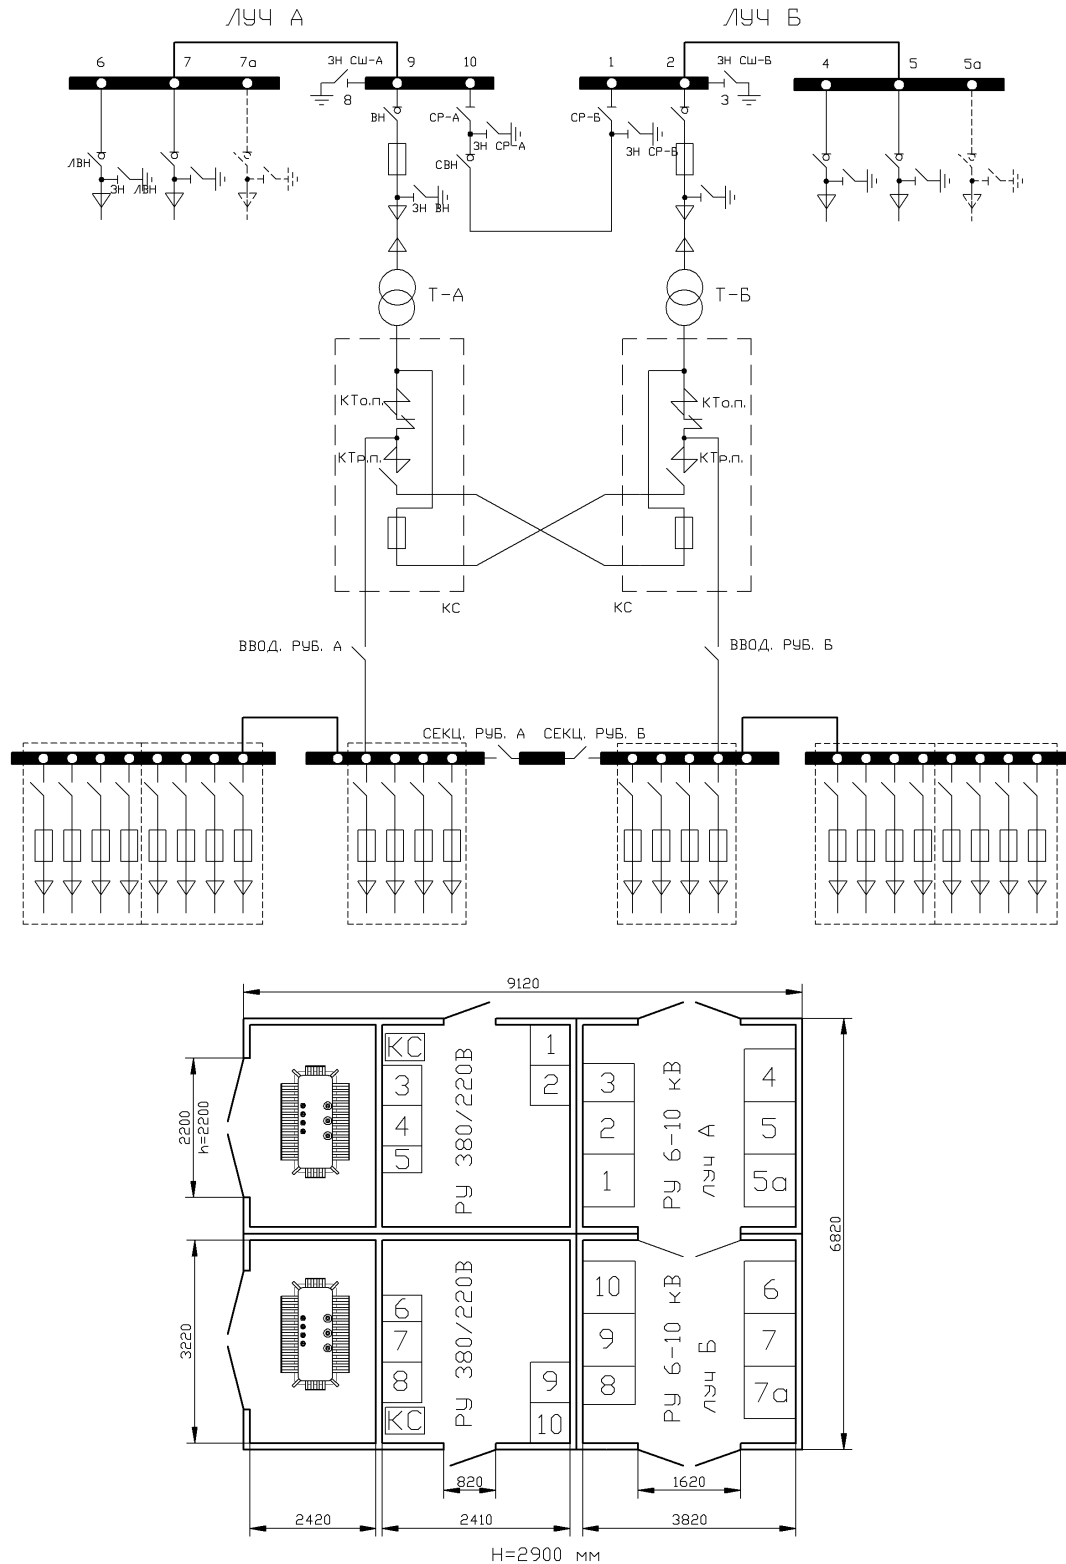 ЛУЧ А
ЛУЧ Б
6
7
7а
ЗН СШ-А
8
9
10
1
2
ЗН СШ-Б
3
4
5
5а
ВН
СР-А
ЗН СР-А
СВН
СР-Б
ЗН СР-Б
ЛВН
ЗН ЛВН
ЗН ВН
Т-А
Т-Б
КТо.п.
КТо.п.
КТр.п.
КТр.п.
КС
КС
ВВОД. РУБ. А
ВВОД. РУБ. Б
СЕКЦ. РУБ. А
СЕКЦ. РУБ. Б
9120
КС
3
4
5
РУ 380/220В
1
2
3
2
1
РУ 6-10 кВ
ЛУЧ А
4
5
5а
2200
h=2200
6820
3220
6
7
8
КС
РУ 380/220В
9
10
10
9
8
РУ 6-10 кВ
ЛУЧ Б
6
7
7а
820
1620
2420
2410
3820
Н=2900 мм